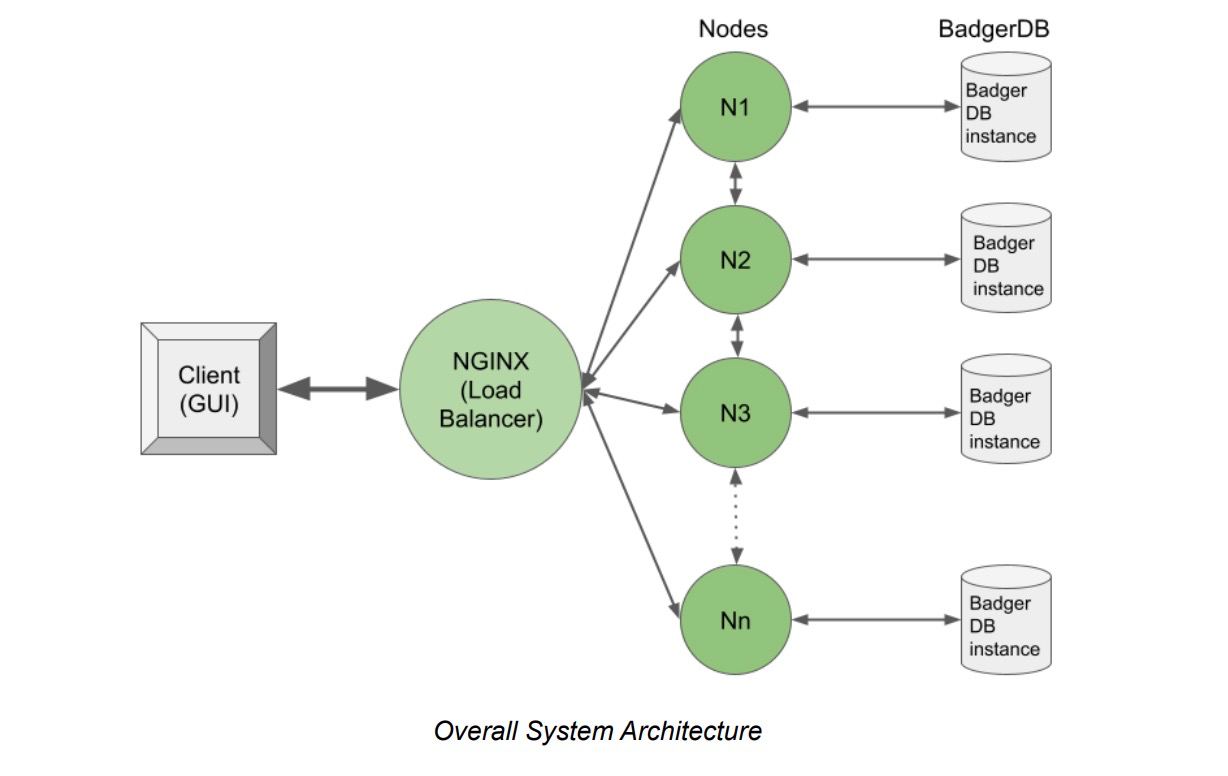 Nodes
BadgerDB
N1
Badger
DB
instance
N2
Badger
DB
instance
Client
(GUI)
NGINX
(Load
Balancer)
N3
Badger
DB
instance
Nn
Badger
DB
instance
Overall System Architecture